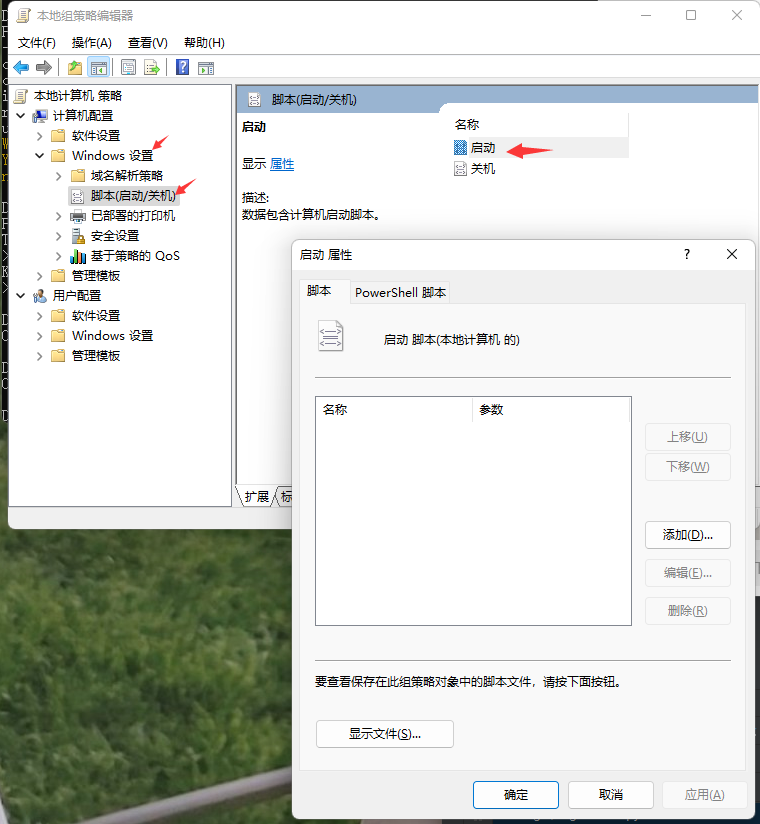 本地组策略编辑器
文件(F) 操作(A) 查看(V) 帮助(H)
本地计算机 策略
计算机配置
软件设置
Windows 设置
域名解析策略
脚本(启动/关机)
已部署的打印机
安全设置
基于策略的 QoS
管理模板
用户配置
软件设置
Windows 设置
管理模板
脚本(启动/关机)
启动
显示 属性
描述:
数据包含计算机启动脚本。
名称
启动
关机
扩展
启动 属性
脚本 PowerShell 脚本
启动 脚本(本地计算机 的)
名称 参数
上移(U)
下移(W)
添加(D)...
编辑(E)...
删除(R)
要查看保存在此组策略对象中的脚本文件，请按下面按钮。
显示文件(S)...
确定 取消 应用(A)